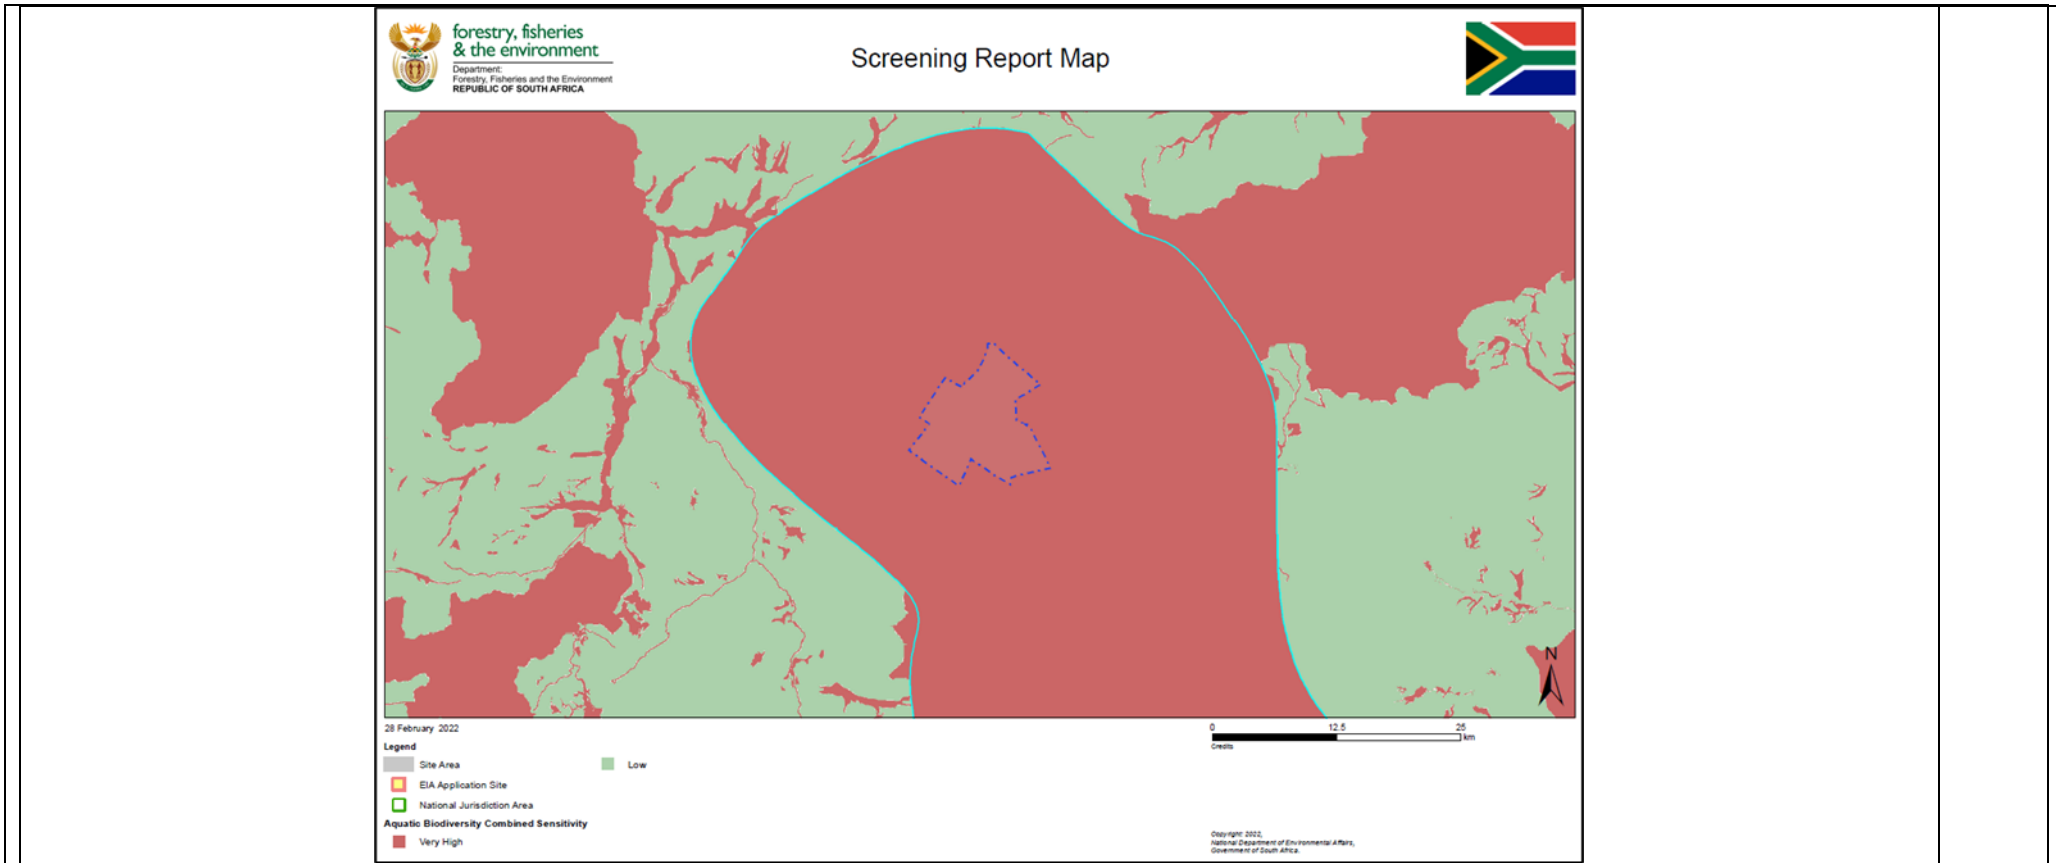 forestry, fisheries
& the environment
Department:
Forestry, Fisheries and the Environment
REPUBLIC OF SOUTH AFRICA
Screening Report Map
N
28 February 2022
0 12.5 25
km
Credits
Legend
Site Area
Low
EIA Application Site
National Jurisdiction Area
Aquatic Biodiversity Combined Sensitivity
Very High
Copyright: 2022,
National Department of Environmental Affairs,
Government of South Africa.